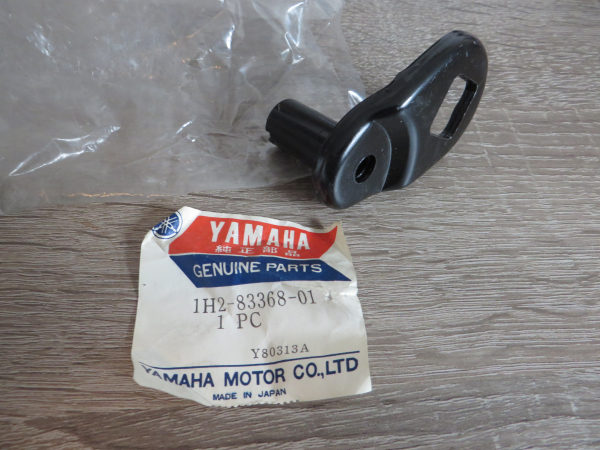 YAMAHA
純正部品
GENUINE PARTS
1H2-83368-01
1 PC
Y80313A
YAMAHA MOTOR CO.,LTD
MADE IN JAPAN